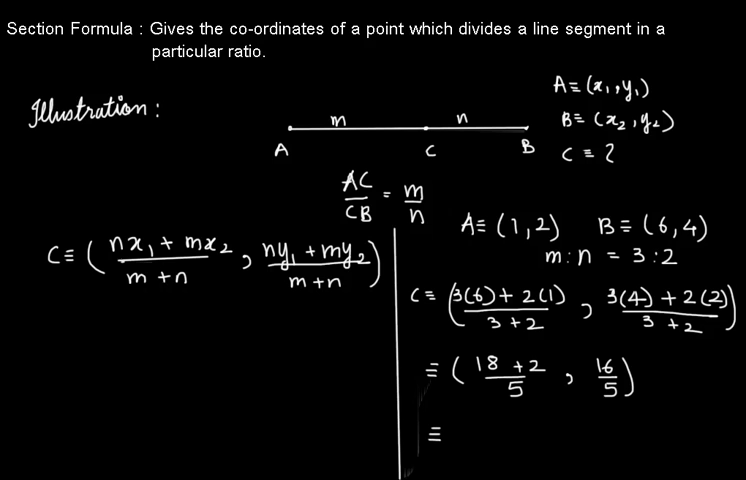 Section Formula : Gives the co-ordinates of a point which divides a line segment in a
particular ratio.
Illustration :
m n
A C B
A ≡ (x₁, y₁)
B ≡ (x₂, y₂)
C ≡ ?
AC/CB = m/n
C ≡ ( (nx₁ + mx₂)/(m + n) , (ny₁ + my₂)/(m + n) )
A ≡ (1, 2) B ≡ (6, 4)
m : n = 3 : 2
C ≡ ( (3(6) + 2(1))/(3 + 2) , (3(4) + 2(2))/(3 + 2) )
≡ ( (18 + 2)/5 , 16/5 )
≡